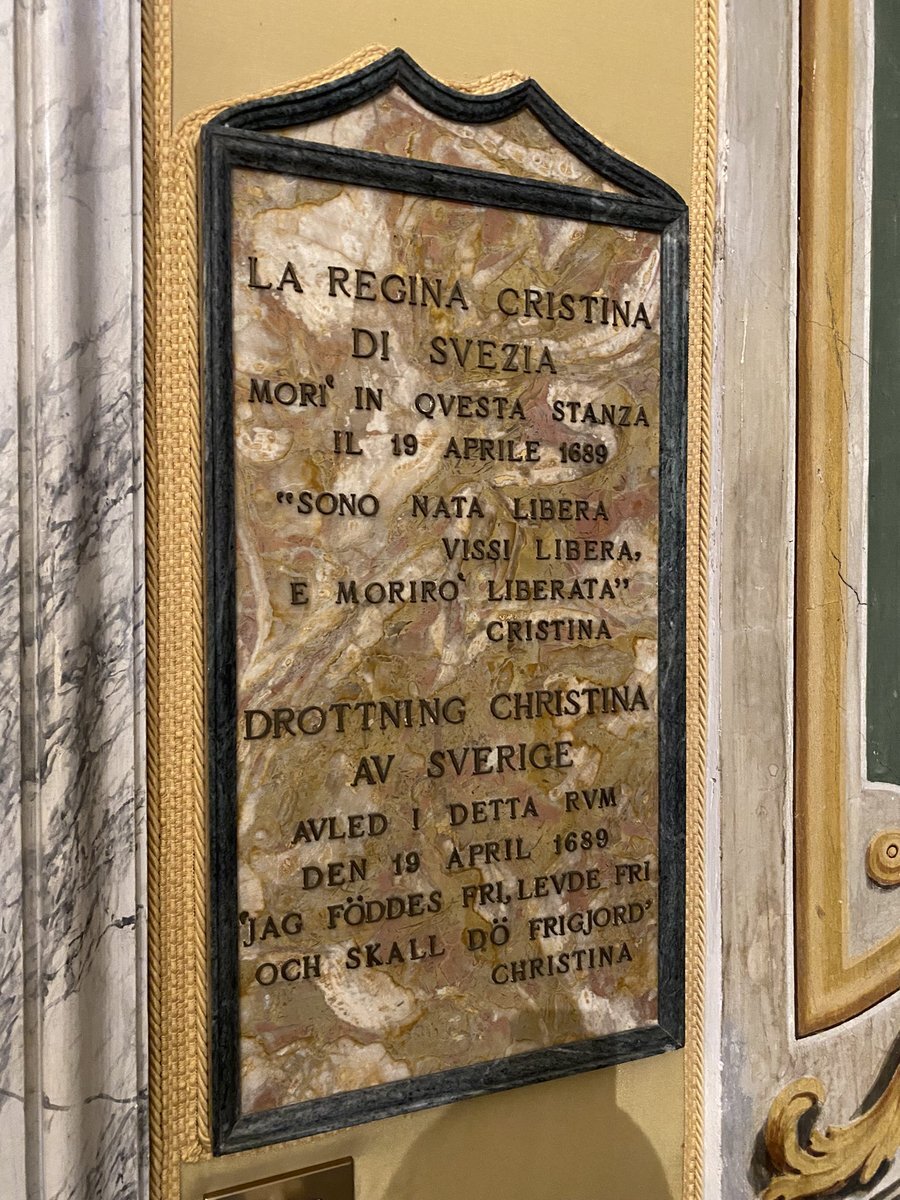 LA REGINA CRISTINA
DI SVEZIA
MORI' IN QVESTA STANZA
IL 19 APRILE 1689
"SONO NATA LIBERA
VISSI LIBERA,
E MORIRO' LIBERATA"
CRISTINA
DROTTNING CHRISTINA
AV SVERIGE
AVLED I DETTA RVM
DEN 19 APRIL 1689
"JAG FÖDDES FRI, LEVDE FRI
OCH SKALL DÖ FRIGJORD"
CHRISTINA